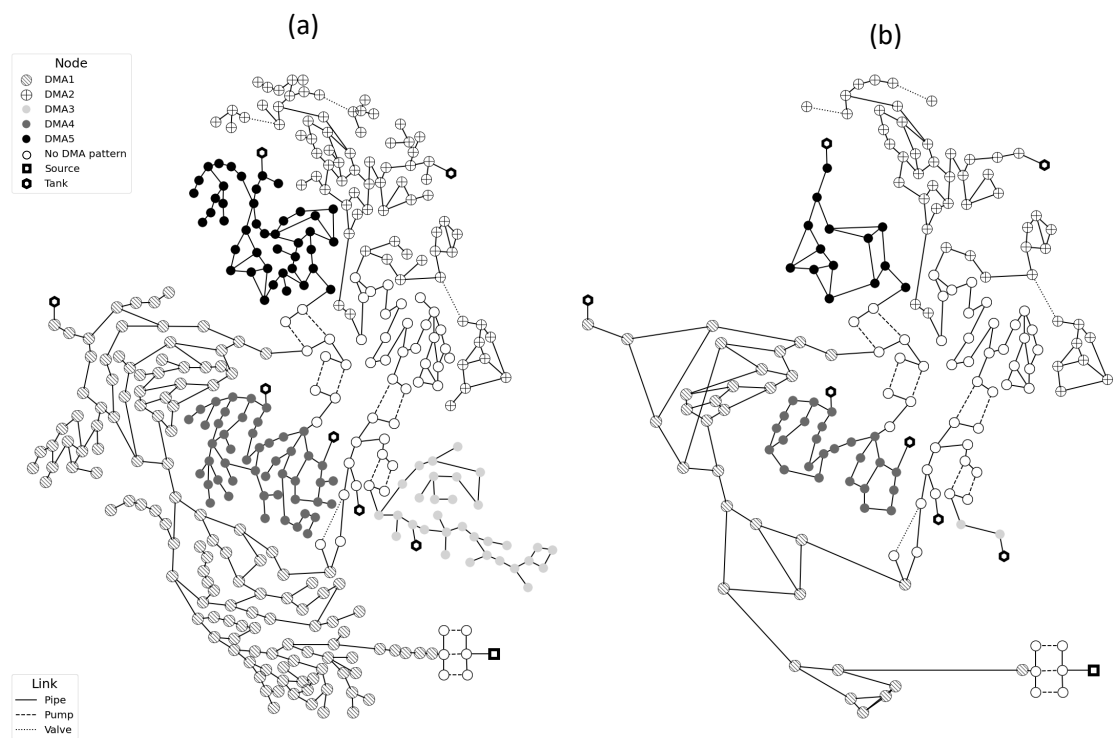 (a)
(b)
Node
DMA1
DMA2
DMA3
DMA4
DMA5
No DMA pattern
Source
Tank
Link
Pipe
Pump
Valve